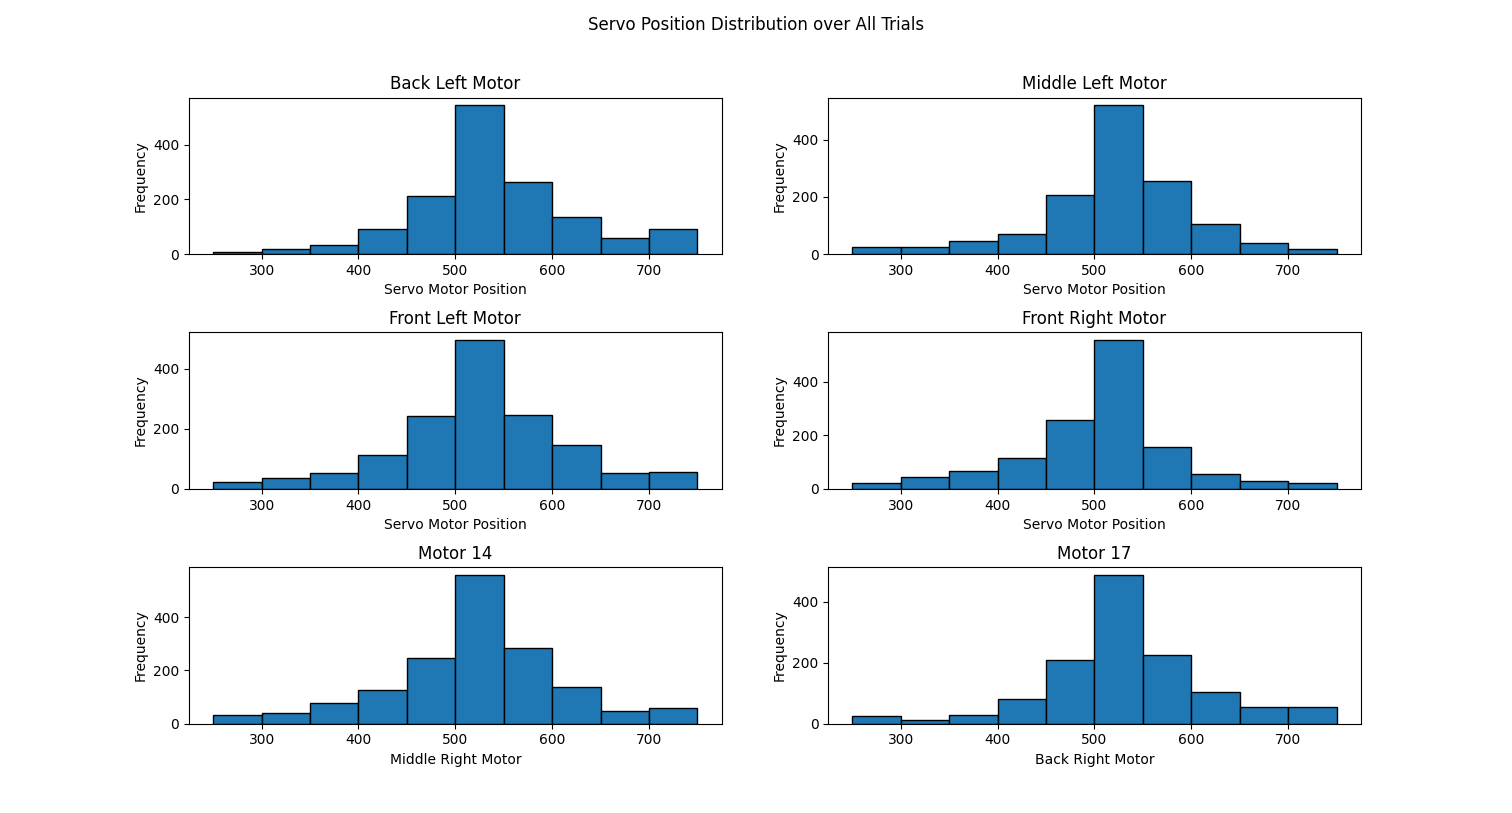 Servo Position Distribution over All Trials
Back Left Motor
Frequency
400
200
0
300 400 500 600 700
Servo Motor Position
Middle Left Motor
Frequency
400
200
0
300 400 500 600 700
Servo Motor Position
Front Left Motor
Frequency
400
200
0
300 400 500 600 700
Servo Motor Position
Front Right Motor
Frequency
400
200
0
300 400 500 600 700
Servo Motor Position
Motor 14
Frequency
400
200
0
300 400 500 600 700
Middle Right Motor
Motor 17
Frequency
400
200
0
300 400 500 600 700
Back Right Motor